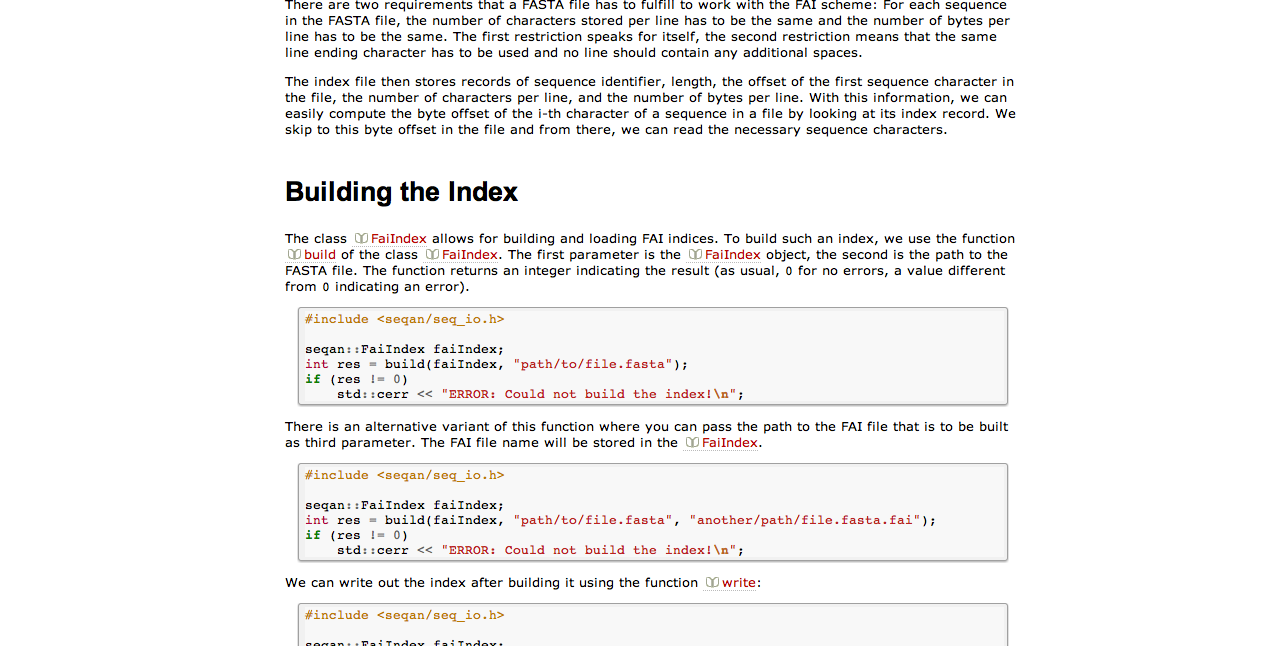 There are two requirements that a FASTA file has to fulfill to work with the FAI scheme: For each sequence
in the FASTA file, the number of characters stored per line has to be the same and the number of bytes per
line has to be the same. The first restriction speaks for itself, the second restriction means that the same
line ending character has to be used and no line should contain any additional spaces.
The index file then stores records of sequence identifier, length, the offset of the first sequence character in
the file, the number of characters per line, and the number of bytes per line. With this information, we can
easily compute the byte offset of the i-th character of a sequence in a file by looking at its index record. We
skip to this byte offset in the file and from there, we can read the necessary sequence characters.
Building the Index
The class FaiIndex allows for building and loading FAI indices. To build such an index, we use the function
build of the class FaiIndex. The first parameter is the FaiIndex object, the second is the path to the
FASTA file. The function returns an integer indicating the result (as usual, 0 for no errors, a value different
from 0 indicating an error).
#include <seqan/seq_io.h>
seqan::FaiIndex faiIndex;
int res = build(faiIndex, "path/to/file.fasta");
if (res != 0)
    std::cerr << "ERROR: Could not build the index!\n";
There is an alternative variant of this function where you can pass the path to the FAI file that is to be built
as third parameter. The FAI file name will be stored in the FaiIndex.
#include <seqan/seq_io.h>
seqan::FaiIndex faiIndex;
int res = build(faiIndex, "path/to/file.fasta", "another/path/file.fasta.fai");
if (res != 0)
    std::cerr << "ERROR: Could not build the index!\n";
We can write out the index after building it using the function write:
#include <seqan/seq_io.h>
seqan::FaiIndex faiIndex;